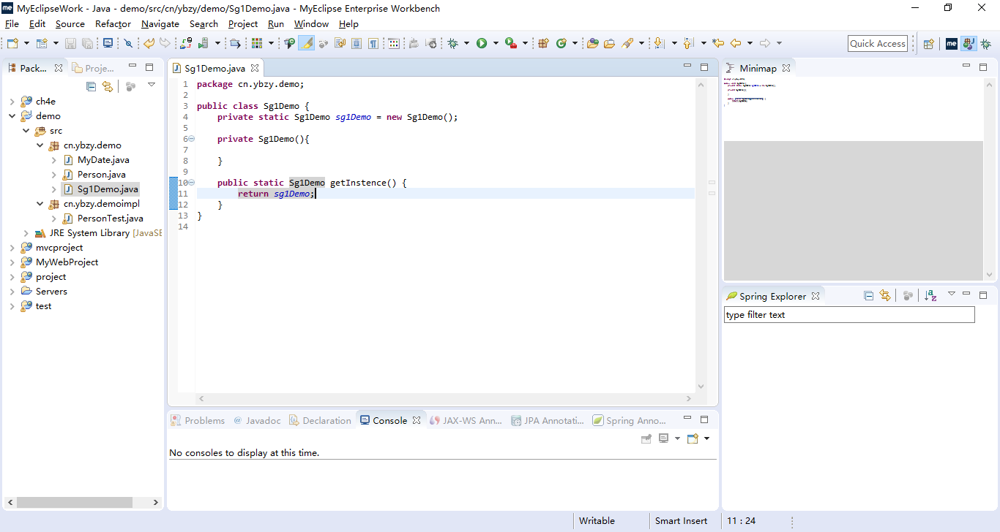 MyEclipseWork - Java - demo/src/cn/ybzy/demo/Sg1Demo.java - MyEclipse Enterprise Workbench
File Edit Source Refactor Navigate Search Project Run Window Help
Quick Access
Pack...
Proje...
ch4e
demo
src
cn.ybzy.demo
MyDate.java
Person.java
Sg1Demo.java
cn.ybzy.demoimpl
PersonTest.java
JRE System Library [JavaSE
mvcproject
MyWebProject
project
Servers
test
Sg1Demo.java
1 package cn.ybzy.demo;
2
3 public class Sg1Demo {
4 private static Sg1Demo sg1Demo = new Sg1Demo();
5
6 private Sg1Demo(){
7
8 }
9
10 public static Sg1Demo getInstence() {
11 return sg1Demo;
12 }
13 }
14
Minimap
Spring Explorer
type filter text
Problems @ Javadoc Declaration Console JAX-WS Ann... JPA Annotati... Spring Anno...
No consoles to display at this time.
Writable Smart Insert 11 : 24